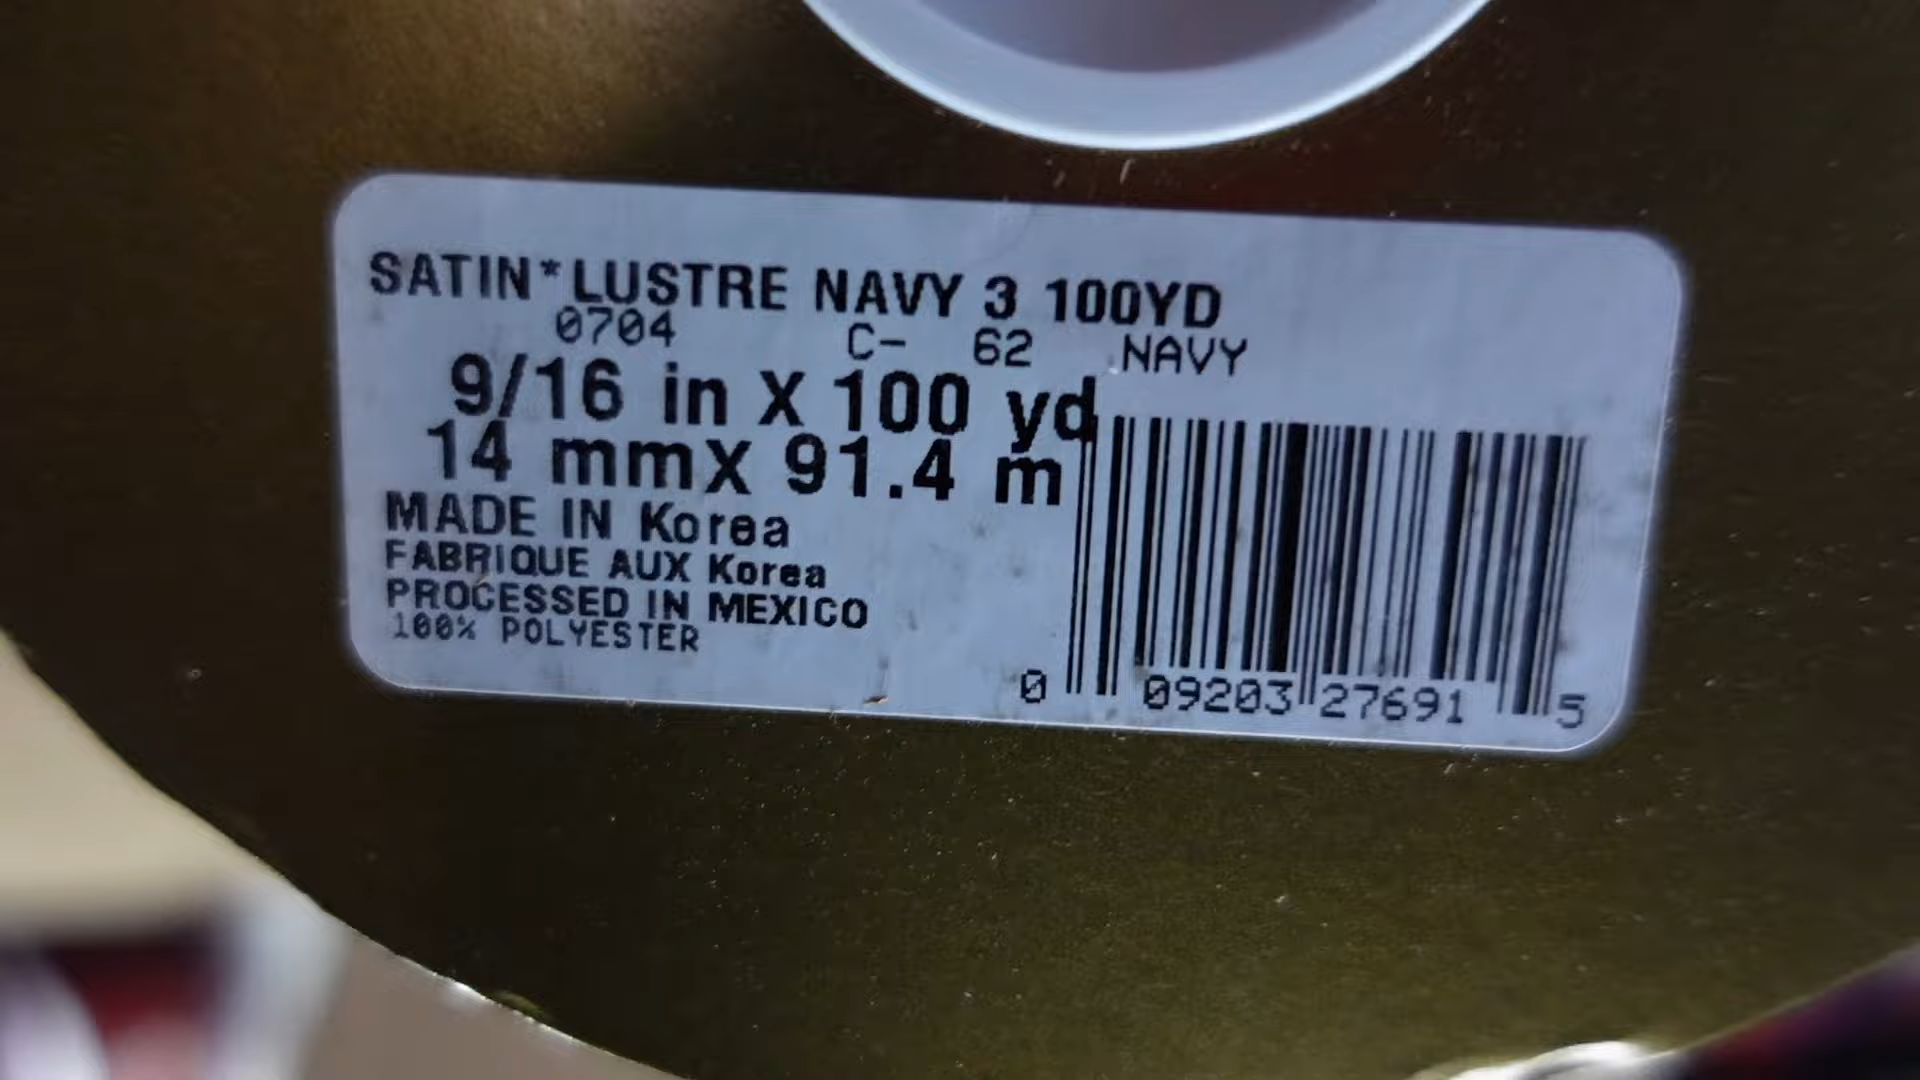 SATIN*LUSTRE NAVY 3 100YD
0704 C- 62 NAVY
9/16 in X 100 yd
14 mmX 91.4 m
MADE IN Korea
FABRIQUE AUX Korea
PROCESSED IN MEXICO
100% POLYESTER
0 09203 27691 5